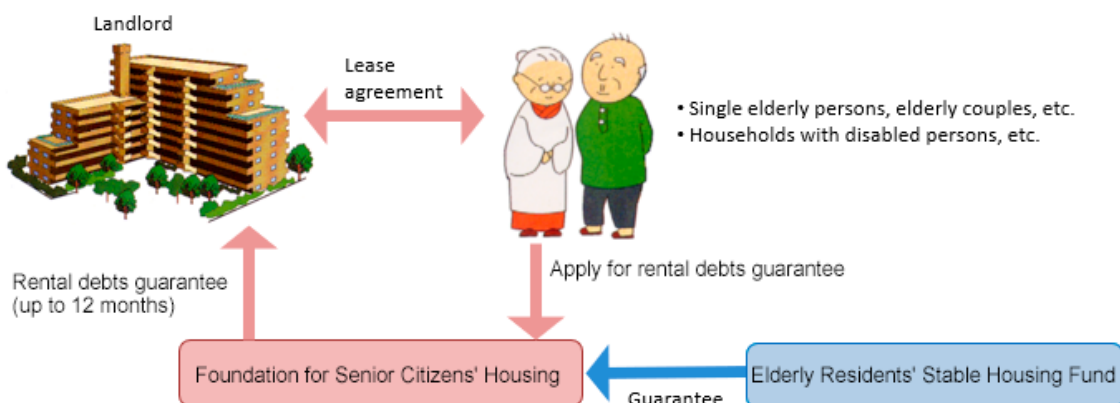 Landlord
Lease
agreement
• Single elderly persons, elderly couples, etc.
• Households with disabled persons, etc.
Rental debts guarantee
(up to 12 months)
Apply for rental debts guarantee
Foundation for Senior Citizens' Housing
Elderly Residents' Stable Housing Fund
Guarantee